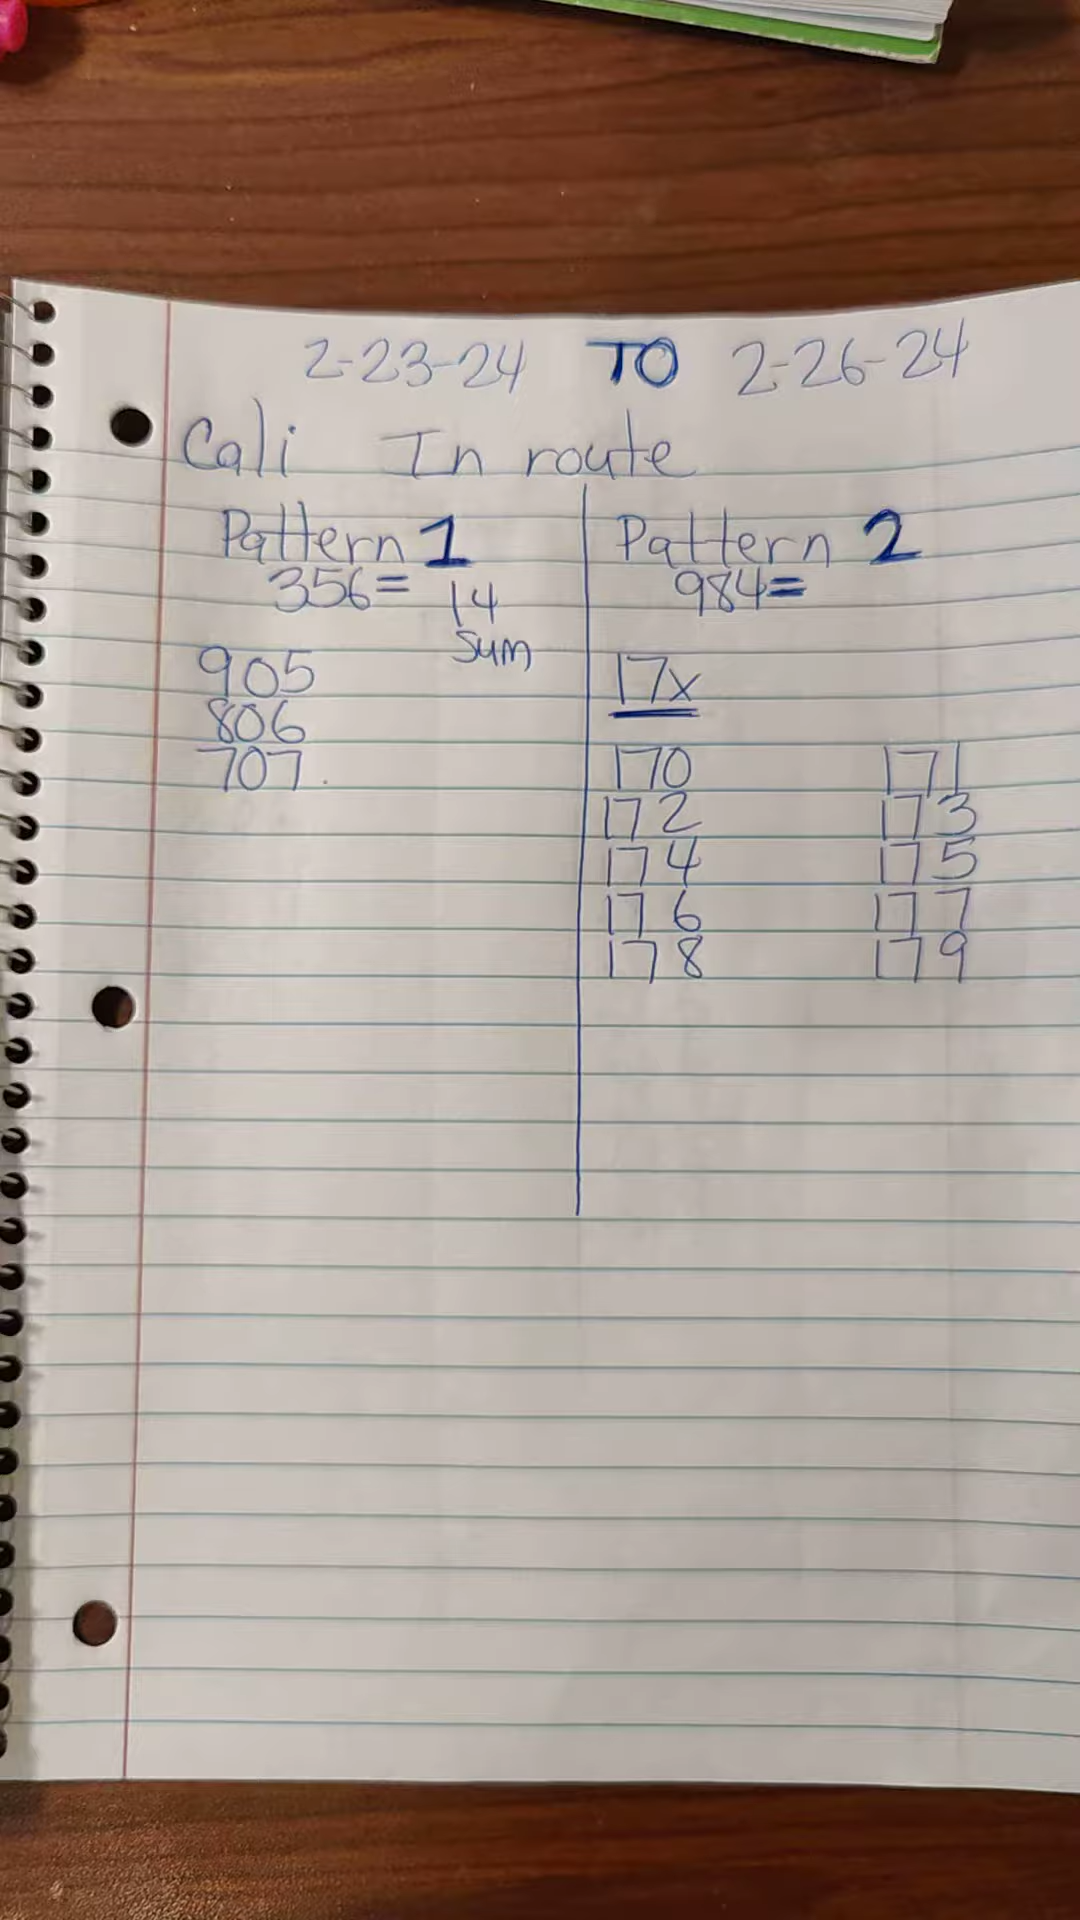 2-23-24 TO 2-26-24
Cali In route
Pattern 1
356= 14
Sum
905
806
707.
Pattern 2
984=
17x
170 171
172 173
174 175
176 177
178 179